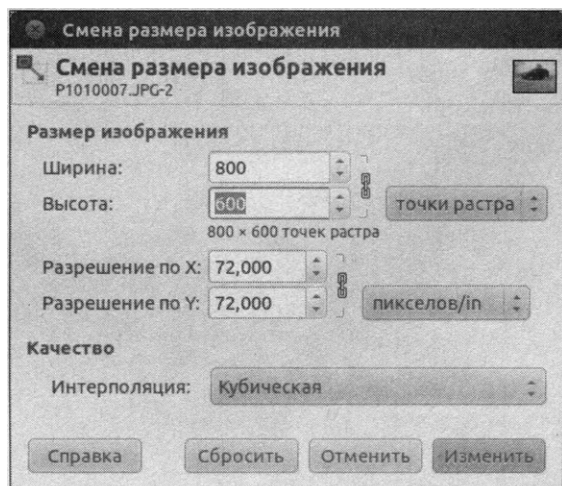 Смена размера изображения
Смена размера изображения
P1010007.JPG-2
Размер изображения
Ширина: 800
Высота: 600 точки растра
800 × 600 точек растра
Разрешение по X: 72,000
Разрешение по Y: 72,000 пикселов/in
Качество
Интерполяция: Кубическая
Справка Сбросить Отменить Изменить